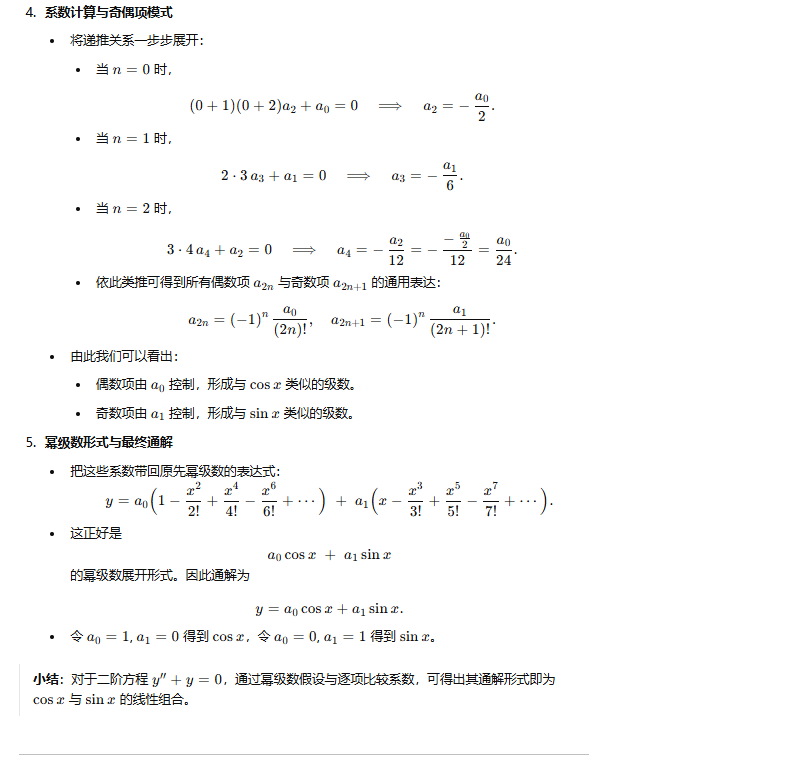 4. 系数计算与奇偶项模式
• 将递推关系一步步展开：
• 当 n = 0 时，
(0 + 1)(0 + 2)a₂ + a₀ = 0 ⟹ a₂ = − a₀/2.
• 当 n = 1 时，
2 · 3 a₃ + a₁ = 0 ⟹ a₃ = − a₁/6.
• 当 n = 2 时，
3 · 4 a₄ + a₂ = 0 ⟹ a₄ = − a₂/12 = − (− a₀/2)/12 = a₀/24.
• 依此类推可得到所有偶数项 a₂ₙ 与奇数项 a₂ₙ₊₁ 的通用表达：
a₂ₙ = (−1)ⁿ a₀/(2n)!, a₂ₙ₊₁ = (−1)ⁿ a₁/(2n + 1)!.
• 由此我们可以看出：
• 偶数项由 a₀ 控制，形成与 cos x 类似的级数。
• 奇数项由 a₁ 控制，形成与 sin x 类似的级数。
5. 幂级数形式与最终通解
• 把这些系数带回原先幂级数的表达式：
y = a₀(1 − x²/2! + x⁴/4! − x⁶/6! + ⋯) + a₁(x − x³/3! + x⁵/5! − x⁷/7! + ⋯).
• 这正好是
a₀ cos x + a₁ sin x
的幂级数展开形式。因此通解为
y = a₀ cos x + a₁ sin x.
• 令 a₀ = 1, a₁ = 0 得到 cos x，令 a₀ = 0, a₁ = 1 得到 sin x。
小结：对于二阶方程 y″ + y = 0，通过幂级数假设与逐项比较系数，可得出其通解形式即为
cos x 与 sin x 的线性组合。